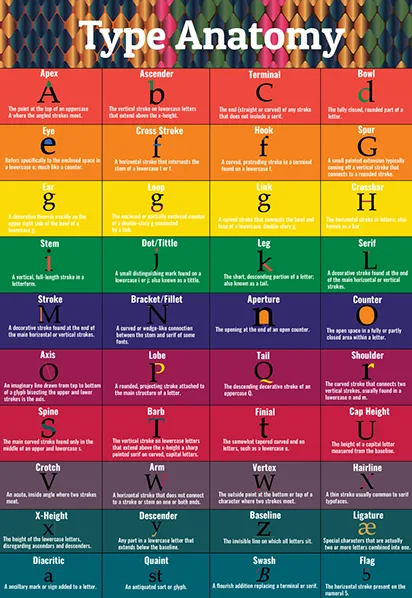 Type Anatomy
Apex
A
The point at the top of an uppercase
A where the angled strokes meet.
Ascender
b
The vertical stroke on lowercase letters
that extend above the x-height.
Terminal
C
The end (straight or curved) of any stroke
that does not include a serif.
Bowl
d
The fully closed, rounded part of a
letter.
Eye
e
Refers specifically to the enclosed space in
a lowercase e; much like a counter.
Cross Stroke
f
A horizontal stroke that intersects the
stem of a lowercase t or f.
Hook
f
A curved, protruding stroke in a terminal
found on a lowercase f.
Spur
G
A small pointed extension typically
coming off a vertical stroke that
connects to a rounded stroke.
Ear
g
A decorative flourish usually on the
upper right side of the bowl of a
lowercase g.
Loop
g
The enclosed or partially enclosed counter
of a double-story g connected
by a link.
Link
g
A curved stroke that connects the bowl and
loop of a lowercase, double-story g.
Crossbar
H
The horizontal stroke in letters; also
known as a bar.
Stem
i
A vertical, full-length stroke in a
letterform.
Dot/Tittle
j
A small distinguishing mark found on a
lowercase i or j; also known as a tittle.
Leg
k
The short, descending portion of a letter;
also known as a tail.
Serif
L
A decorative stroke found at the end of
the main horizontal or vertical
strokes.
Stroke
M
A decorative stroke found at the end of
the main horizontal or vertical strokes.
Bracket/Fillet
N
A curved or wedge-like connection
between the stem and serif of some
fonts.
Aperture
n
The opening at the end of an open counter.
Counter
o
The open space in a fully or partly
closed area within a letter.
Axis
O
An imaginary line drawn from top to bottom
of a glyph bisecting the upper and lower
strokes is the axis.
Lobe
P
A rounded, projecting stroke attached to
the main structure of a letter.
Tail
Q
The descending decorative stroke of an
uppercase Q.
Shoulder
r
The curved stroke that connects two
vertical strokes, usually found in a
lowercase n and m.
Spine
S
The main curved stroke found only in the
middle of an upper and lowercase s.
Barb
T
The vertical stroke on lowercase letters
that extend above the x-height a sharp
pointed serif on curved, capital letters.
Finial
t
The somewhat tapered curved end on
letters, such as a lowercase e.
Cap Height
U
The height of a capital letter
measured from the baseline.
Crotch
V
An acute, inside angle where two strokes
meet.
Arm
W
A horizontal stroke that does not connect
to a stroke or stem on one or both ends.
Vertex
w
The outside point at the bottom or top of a
character where two strokes meet.
Hairline
X
A thin stroke usually common to serif
typefaces.
X-Height
x
The height of the lowercase letters,
disregarding ascenders and descenders.
Descender
y
Any part in a lowercase letter that
extends below the baseline.
Baseline
z
The invisible line on which all letters sit.
Ligature
æ
Special characters that are actually
two or more letters combined into one.
Diacritic
a
A ancillary mark or sign added to a letter.
Quaint
st
An antiquated sort or glyph.
Swash
B
A flourish addition replacing a terminal or serif.
Flag
5
The horizontal stroke present on the
numeral 5.